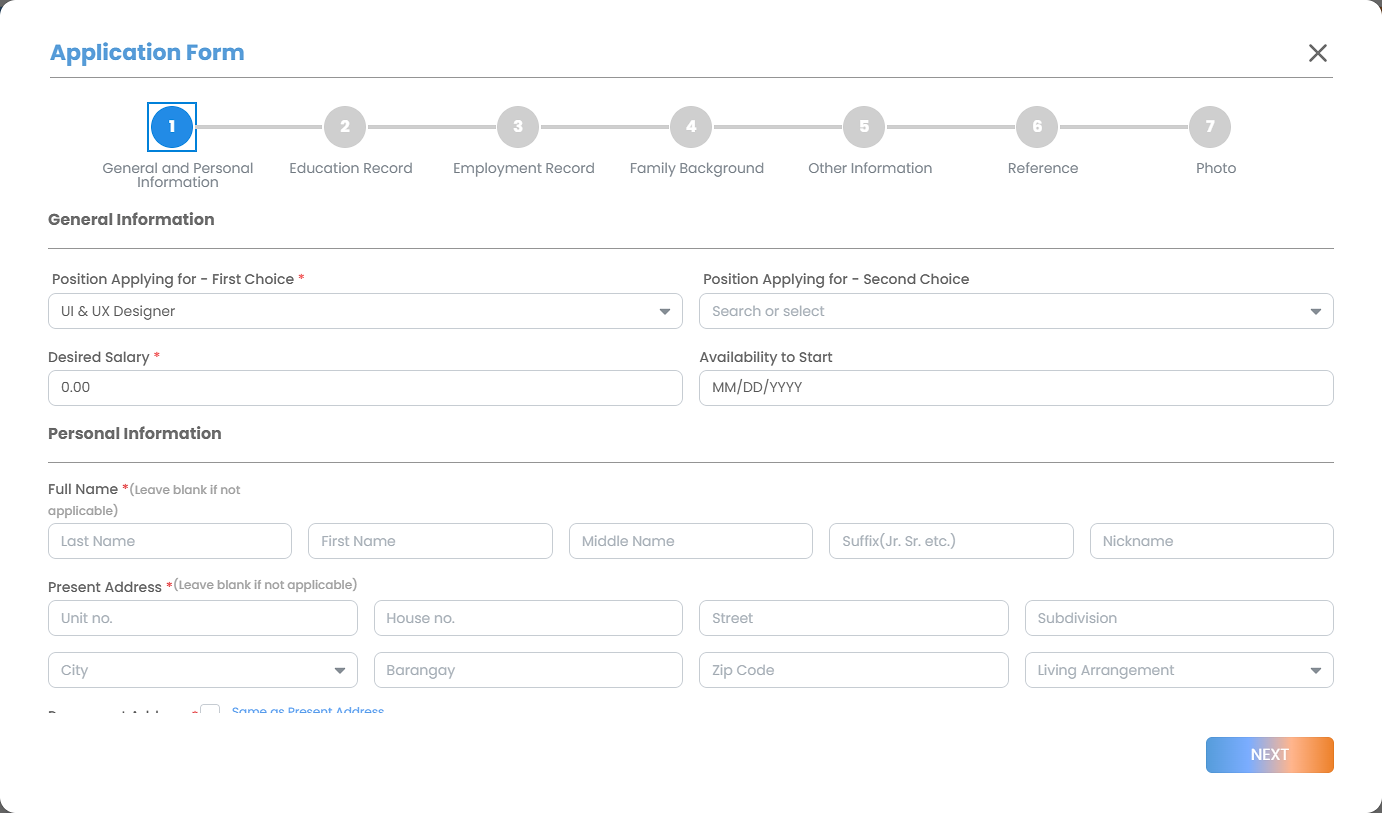 Application Form
1
2
3
4
5
6
7
General and Personal
Information
Education Record
Employment Record
Family Background
Other Information
Reference
Photo
General Information
Position Applying for - First Choice *
Position Applying for - Second Choice
UI & UX Designer
Search or select
Desired Salary *
Availability to Start
0.00
MM/DD/YYYY
Personal Information
Full Name *(Leave blank if not
applicable)
Last Name
First Name
Middle Name
Suffix(Jr. Sr. etc.)
Nickname
Present Address *(Leave blank if not applicable)
Unit no.
House no.
Street
Subdivision
City
Barangay
Zip Code
Living Arrangement
Same as Present Address
NEXT